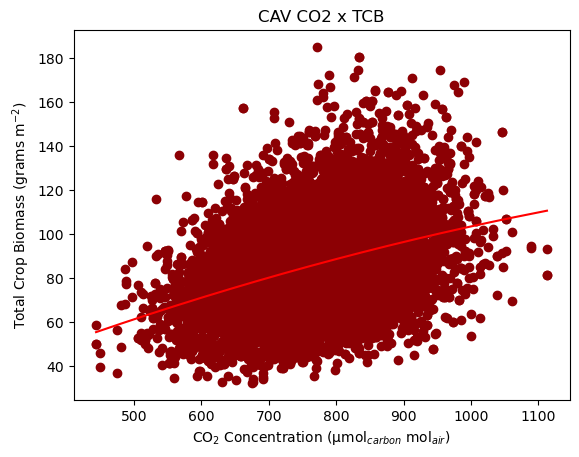 CAV CO2 x TCB
180
160
140
120
100
80
60
40
Total Crop Biomass (grams m⁻²)
500 600 700 800 900 1000 1100
CO₂ Concentration (μmol_carbon mol_air)